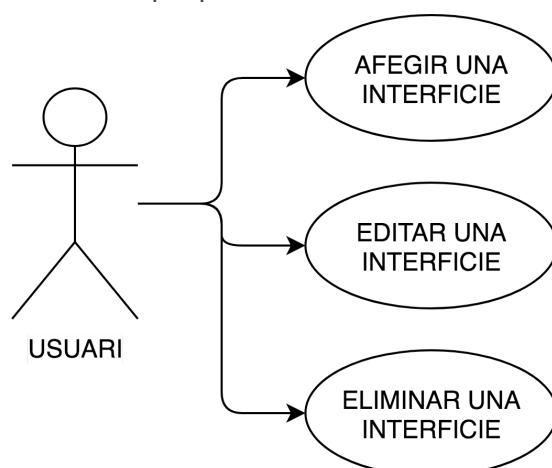 AFEGIR UNA
INTERFICIE
EDITAR UNA
INTERFICIE
USUARI
ELIMINAR UNA
INTERFICIE